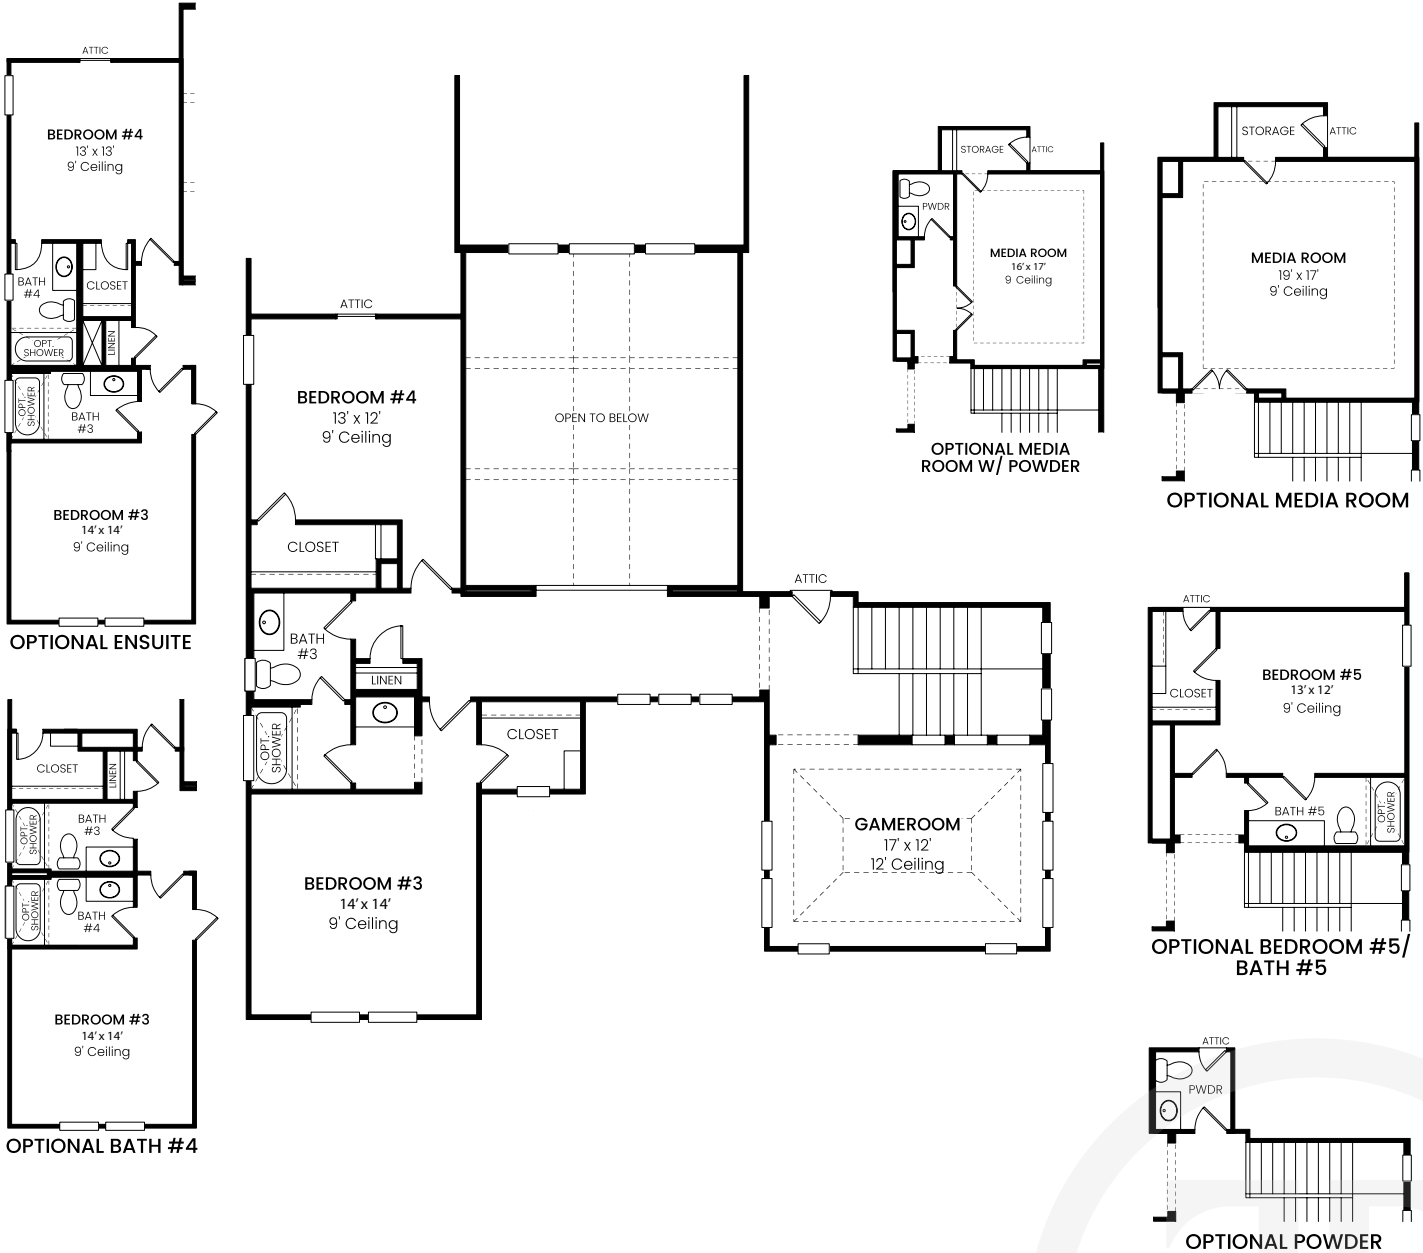 ATTIC
BEDROOM #4
13' x 13'
9' Ceiling
BATH
#4
CLOSET
OPT.
SHOWER
LINEN
OPT.
SHOWER
BATH
#3
BEDROOM #3
14' x 14'
9' Ceiling
OPTIONAL ENSUITE
CLOSET
LINEN
OPT.
SHOWER
BATH
#3
OPT.
SHOWER
BATH
#4
BEDROOM #3
14' x 14'
9' Ceiling
OPTIONAL BATH #4
ATTIC
BEDROOM #4
13' x 12'
9' Ceiling
CLOSET
OPEN TO BELOW
BATH
#3
LINEN
OPT.
SHOWER
CLOSET
BEDROOM #3
14' x 14'
9' Ceiling
ATTIC
GAMEROOM
17' x 12'
12' Ceiling
STORAGE
ATTIC
PWDR
MEDIA ROOM
16' x 17'
9 Ceiling
OPTIONAL MEDIA
ROOM W/ POWDER
STORAGE
ATTIC
MEDIA ROOM
19' x 17'
9' Ceiling
OPTIONAL MEDIA ROOM
ATTIC
CLOSET
BEDROOM #5
13' x 12'
9' Ceiling
BATH #5
OPT.
SHOWER
OPTIONAL BEDROOM #5/
BATH #5
ATTIC
PWDR
OPTIONAL POWDER